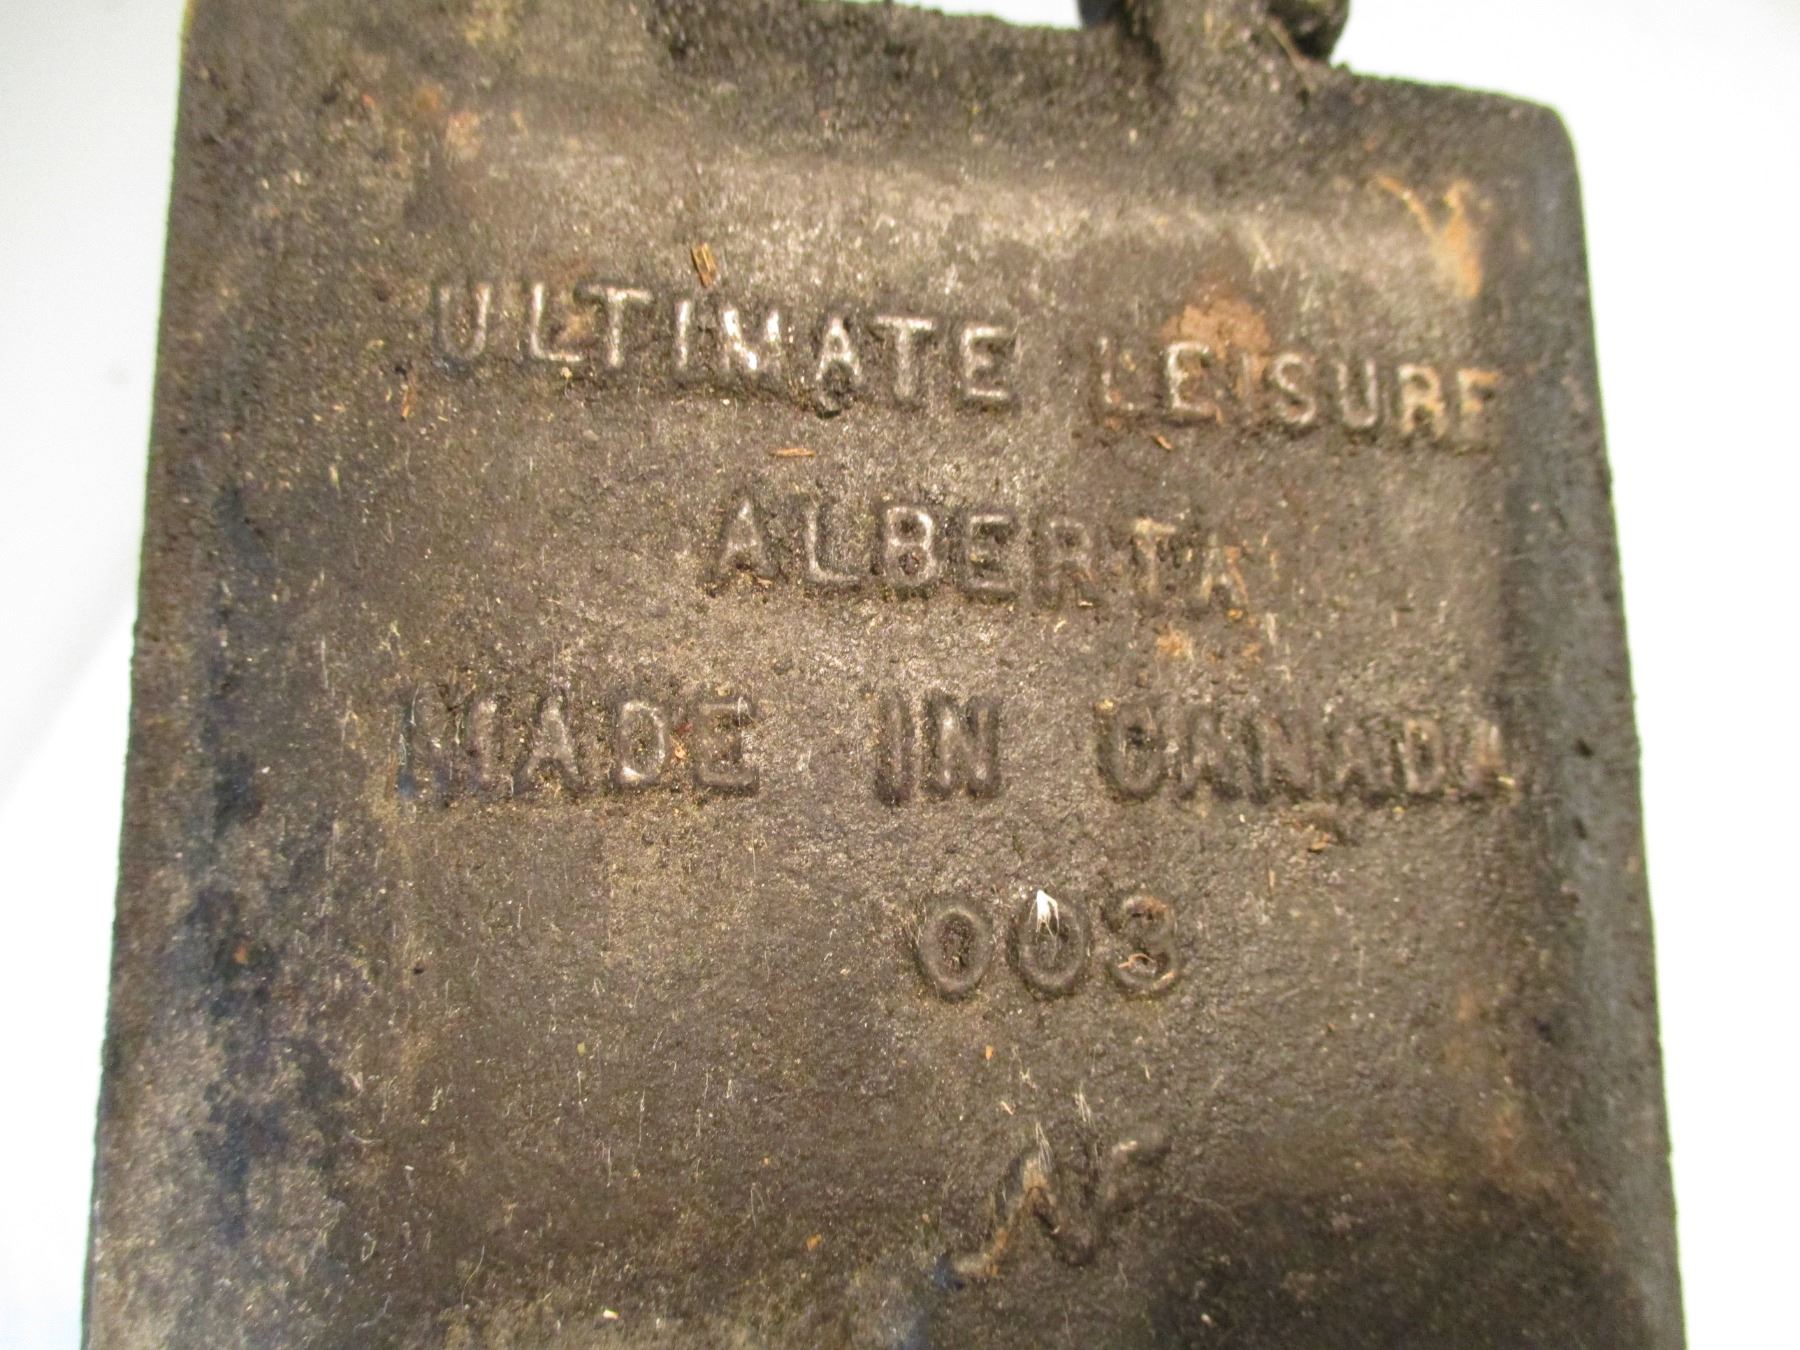 ULTIMATE LEISURE
ALBERTA
MADE IN CANADA
003
N